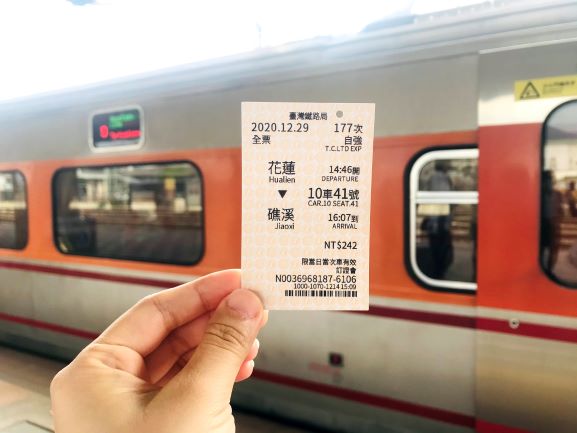 臺灣鐵路局
2020.12.29 177次
全票 自強
T.C.LTD EXP
花蓮 14:46開
Hualien DEPARTURE
▼ 10車41號
CAR.10 SEAT.41
礁溪 16:07到
Jiaoxi ARRIVAL
NT$242
限當日當次車有效
訂證會
N0036968187-6106
1000-1070-1214 15:09